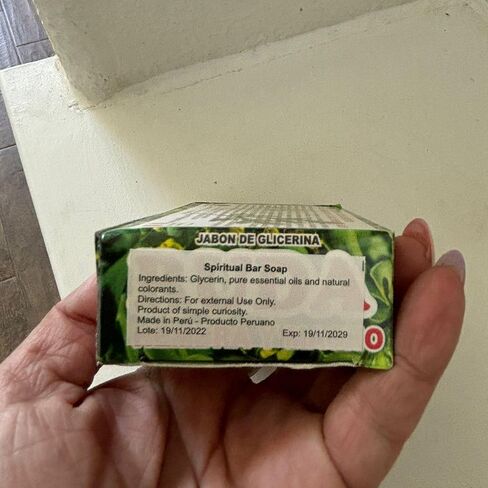 JABON DE GLICERINA
Spiritual Bar Soap
Ingredients: Glycerin, pure essential oils and natural
colorants.
Directions: For external Use Only.
Product of simple curiosity.
Made in Perú - Producto Peruano
Lote: 19/11/2022 Exp: 19/11/2029